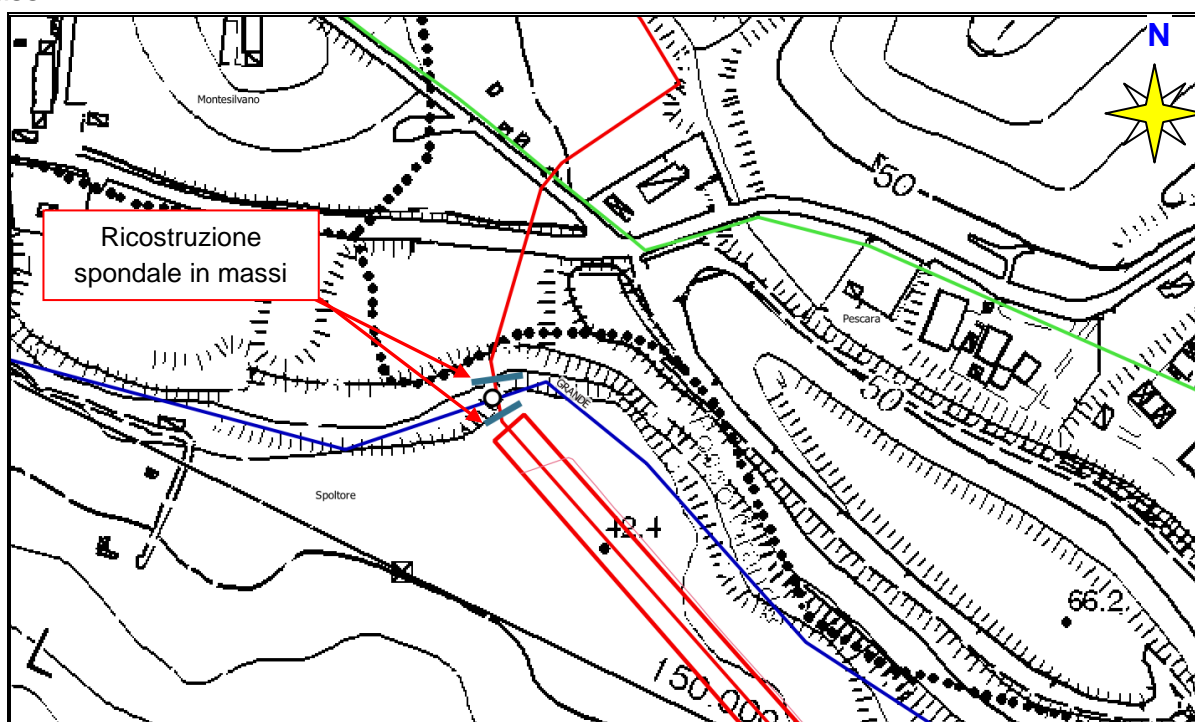 N
Montesilvano
50
Ricostruzione
spondale in massi
Pescara
GRANDE
50
Spoltore
42.4
66.2
150.000